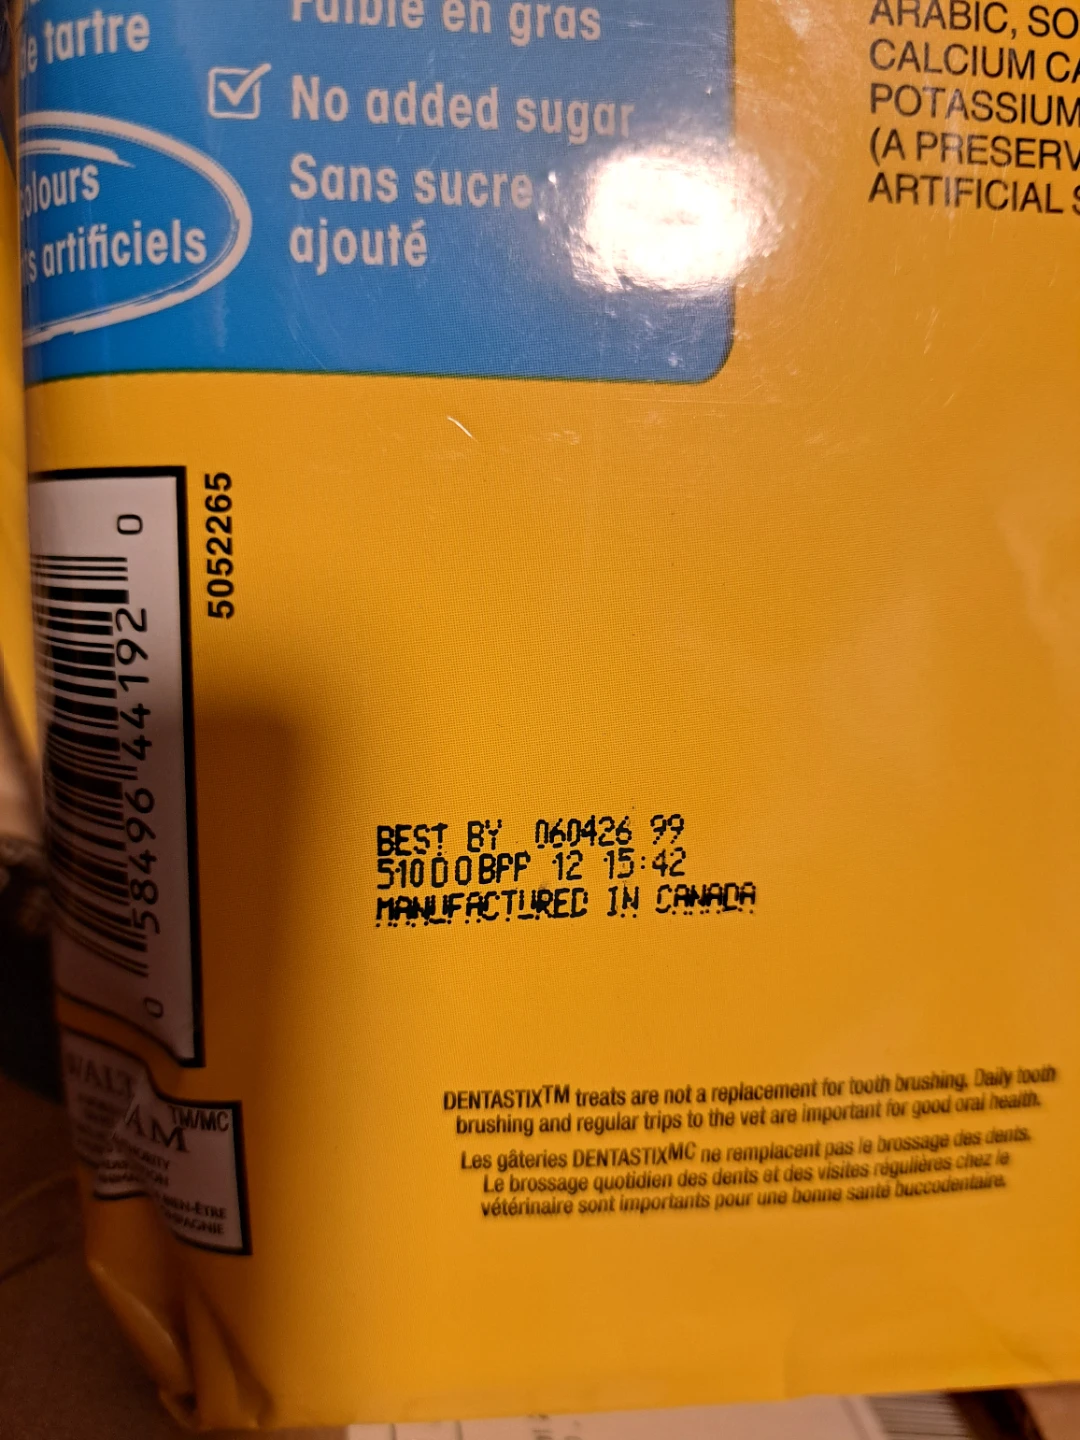 de tartre
Faible en gras
No added sugar
Sans sucre
ajouté
artificiels
ARABIC, SO
CALCIUM CA
POTASSIUM
(A PRESERV
ARTIFICIAL S
5052265
0 58496 44192 0
BEST BY 060426 99
510D0BFF 12 15:42
MANUFACTURED IN CANADA
TM/MC
DENTASTIXTM treats are not a replacement for tooth brushing. Daily tooth
brushing and regular trips to the vet are important for good oral health.
Les gâteries DENTASTIXMC ne remplacent pas le brossage des dents.
Le brossage quotidien des dents et des visites régulières chez le
vétérinaire sont importants pour une bonne santé buccodentaire.